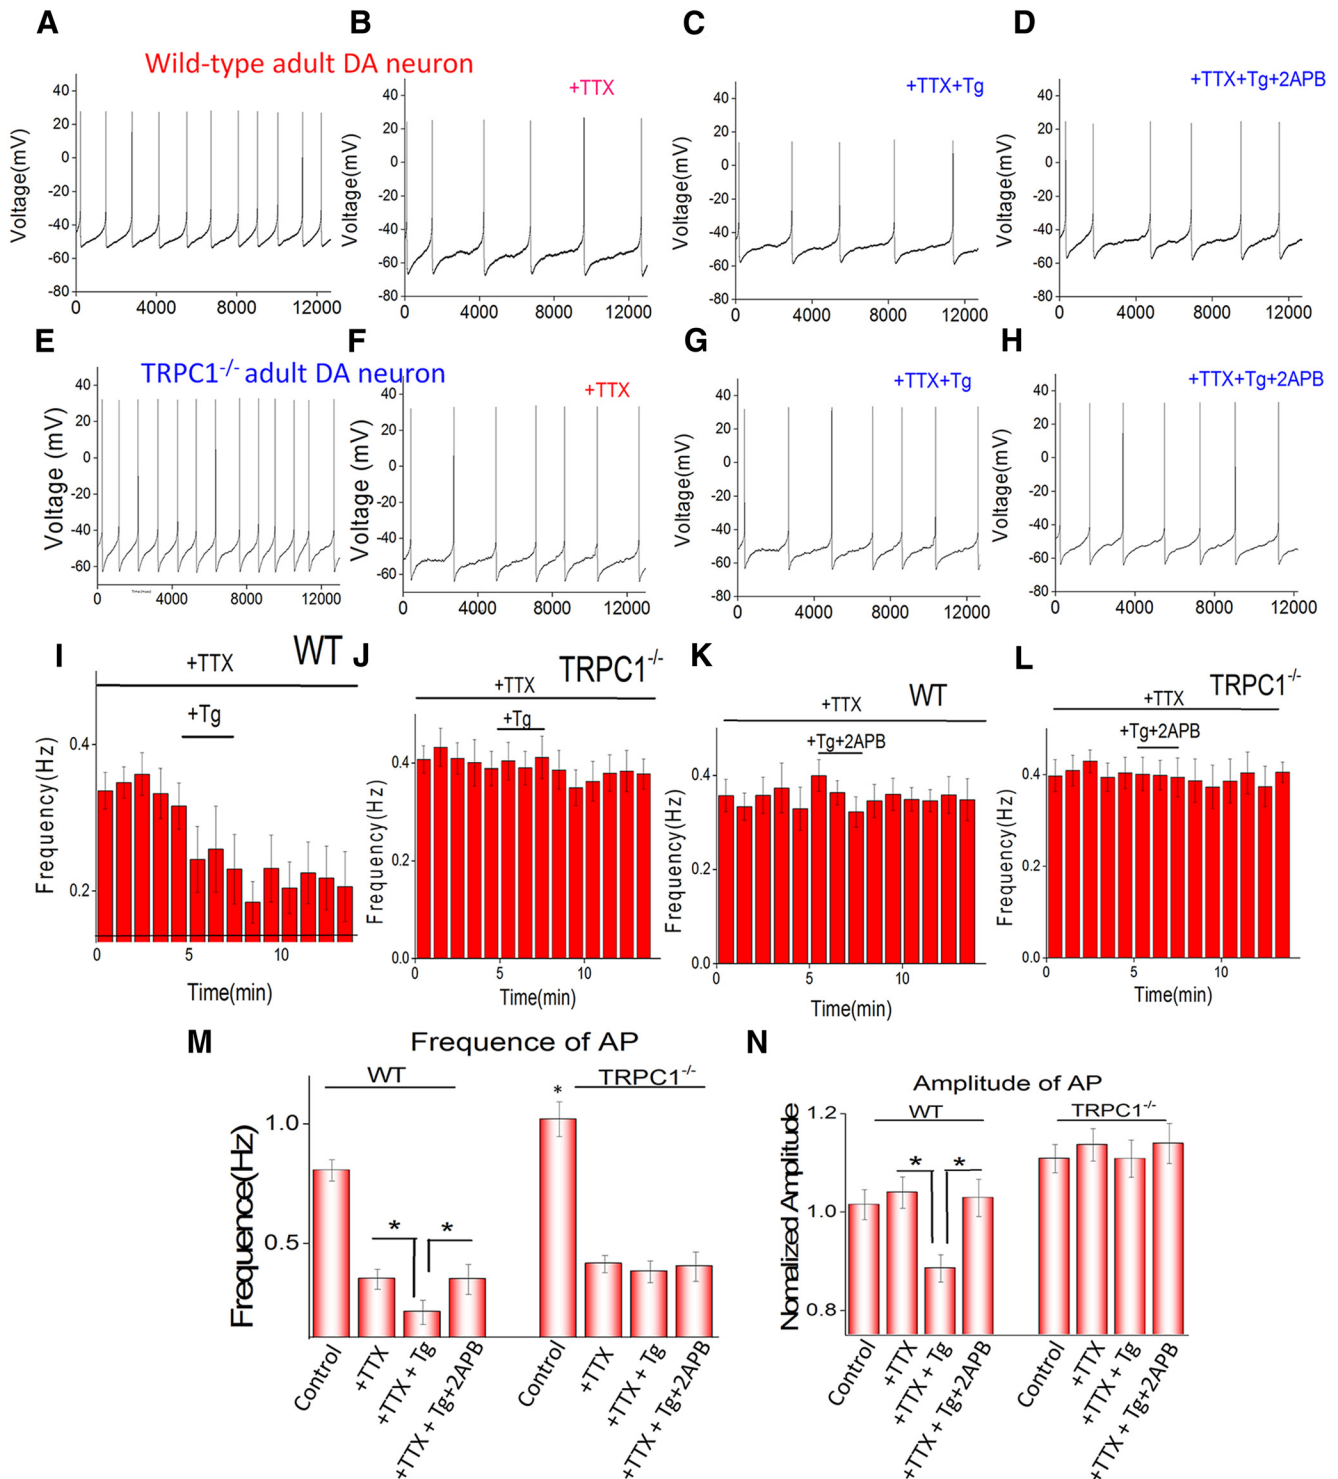 A B C D
Wild-type adult DA neuron
+TTX
+TTX+Tg
+TTX+Tg+2APB
Voltage(mV)
40
20
0
-20
-40
-60
-80
0 4000 8000 12000
Voltage(mV)
40
20
0
-20
-40
-60
-80
0 4000 8000 12000
Voltage(mV)
40
20
0
-20
-40
-60
-80
0 4000 8000 12000
Voltage(mV)
40
20
0
-20
-40
-60
-80
0 4000 8000 12000
E F G H
TRPC1-/- adult DA neuron
+TTX
+TTX+Tg
+TTX+Tg+2APB
Voltage (mV)
40
20
0
-20
-40
-60
0 4000 8000 12000
Time(msec)
Voltage (mV)
40
20
0
-20
-40
-60
0 4000 8000 12000
Voltage(mV)
40
20
0
-20
-40
-60
-80
0 4000 8000 12000
Voltage(mV)
40
20
0
-20
-40
-60
-80
0 4000 8000 12000
I
WT
+TTX
+Tg
Frequency(Hz)
0.4
0.2
0 5 10
Time(min)
J
TRPC1-/-
+TTX
+Tg
Frequency(Hz)
0.4
0.2
0.0
0 5 10
Time(min)
K
WT
+TTX
+Tg+2APB
Frequency(Hz)
0.4
0.2
0.0
0 5 10
Time(min)
L
TRPC1-/-
+TTX
+Tg+2APB
Frequency(Hz)
0.4
0.2
0.0
0 5 10
Time(min)
M
Frequence of AP
WT
TRPC1-/-
Frequence(Hz)
1.0
0.5
* * *
Control
+TTX
+TTX + Tg
+TTX + Tg+2APB
Control
+TTX
+TTX + Tg
+TTX + Tg+2APB
N
Amplitude of AP
WT
TRPC1-/-
Nomalized Amplitude
1.2
1.0
0.8
* *
Control
+TTX
+TTX + Tg
+TTX + Tg+2APB
Control
+TTX
+TTX + Tg
+TTX + Tg+2APB